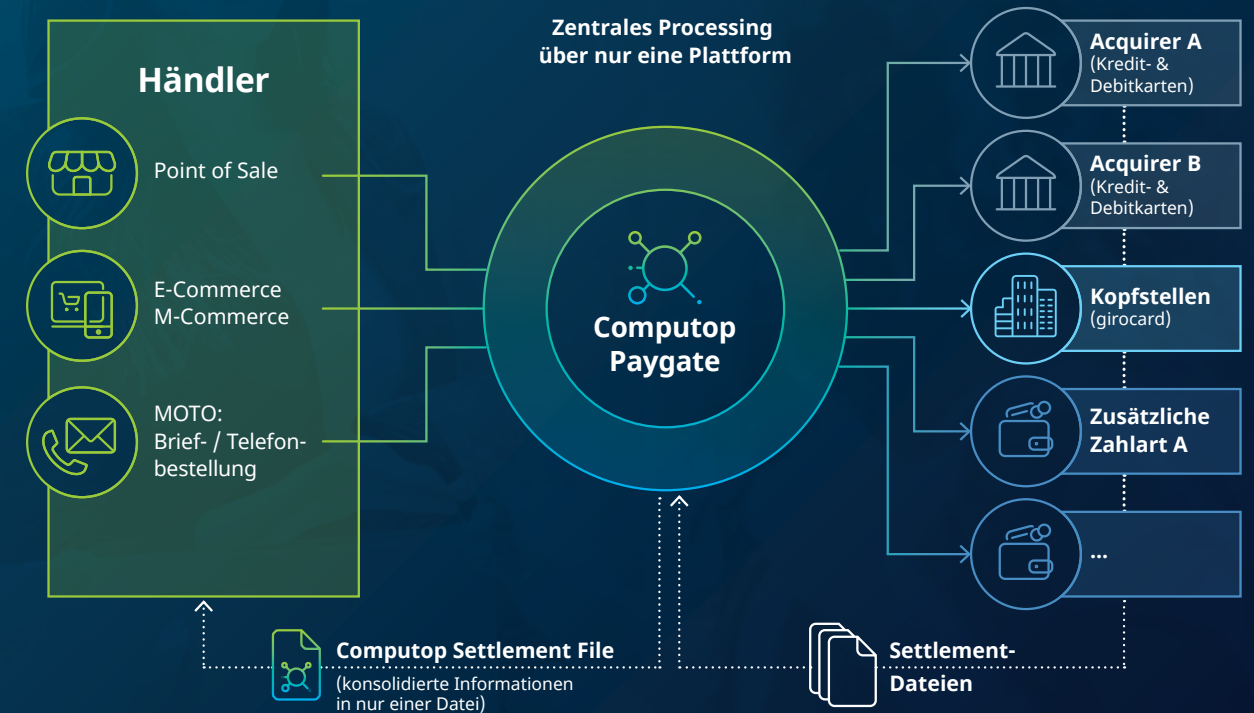 Zentrales Processing
über nur eine Plattform
Händler
Point of Sale
E-Commerce
M-Commerce
MOTO:
Brief- / Telefon-
bestellung
Computop
Paygate
Acquirer A
(Kredit- &
Debitkarten)
Acquirer B
(Kredit- &
Debitkarten)
Kopfstellen
(girocard)
Zusätzliche
Zahlart A
...
Computop Settlement File
(konsolidierte Informationen
in nur einer Datei)
Settlement-
Dateien